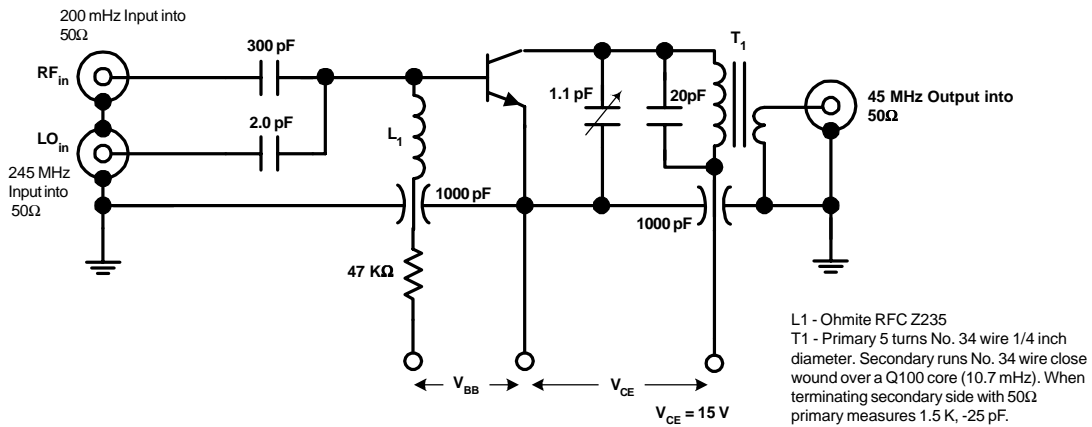 200 mHz Input into
50Ω
RF in
300 pF
LO in
2.0 pF
245 MHz
Input into
50Ω
L1
1000 pF
47 KΩ
1.1 pF
20pF
T1
45 MHz Output into
50Ω
1000 pF
VBB
VCE
VCE = 15 V
L1 - Ohmite RFC Z235
T1 - Primary 5 turns No. 34 wire 1/4 inch
diameter. Secondary runs No. 34 wire close
wound over a Q100 core (10.7 mHz). When
terminating secondary side with 50Ω
primary measures 1.5 K, -25 pF.